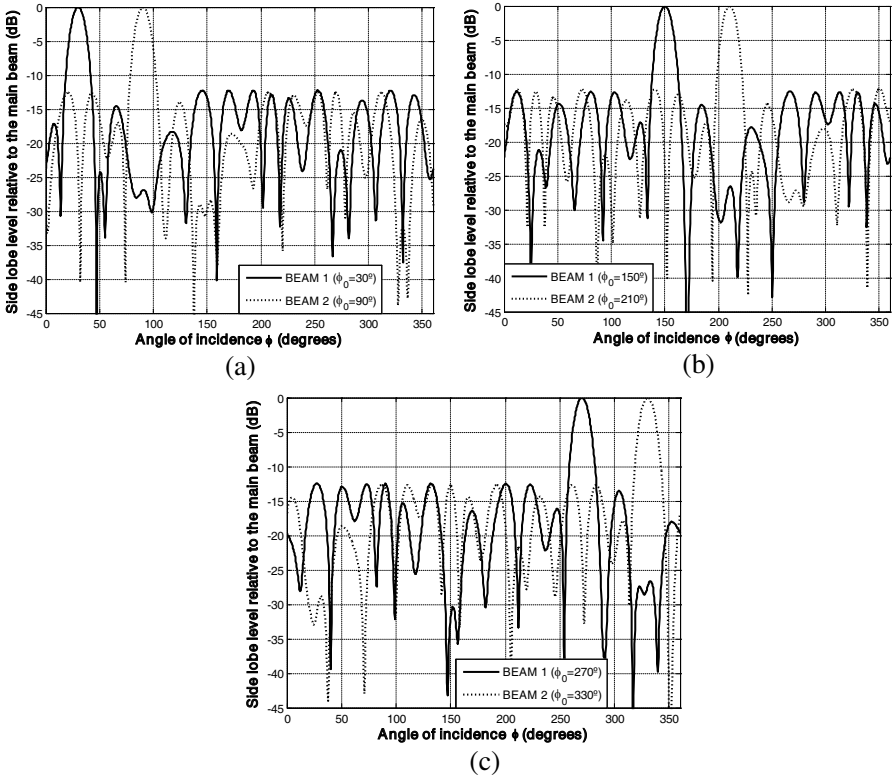 Side lobe level relative to the main beam (dB)
0
-5
-10
-15
-20
-25
-30
-35
-40
-45
BEAM 1 (ϕ0=30º)
BEAM 2 (ϕ0=90º)
0 50 100 150 200 250 300 350
Angle of incidence ϕ (degrees)
(a)
Side lobe level relative to the main beam (dB)
0
-5
-10
-15
-20
-25
-30
-35
-40
-45
BEAM 1 (ϕ0=150º)
BEAM 2 (ϕ0=210º)
0 50 100 150 200 250 300 350
Angle of incidence ϕ (degrees)
(b)
Side lobe level relative to the main beam (dB)
0
-5
-10
-15
-20
-25
-30
-35
-40
-45
BEAM 1 (ϕ0=270º)
BEAM 2 (ϕ0=330º)
0 50 100 150 200 250 300 350
Angle of incidence ϕ (degrees)
(c)